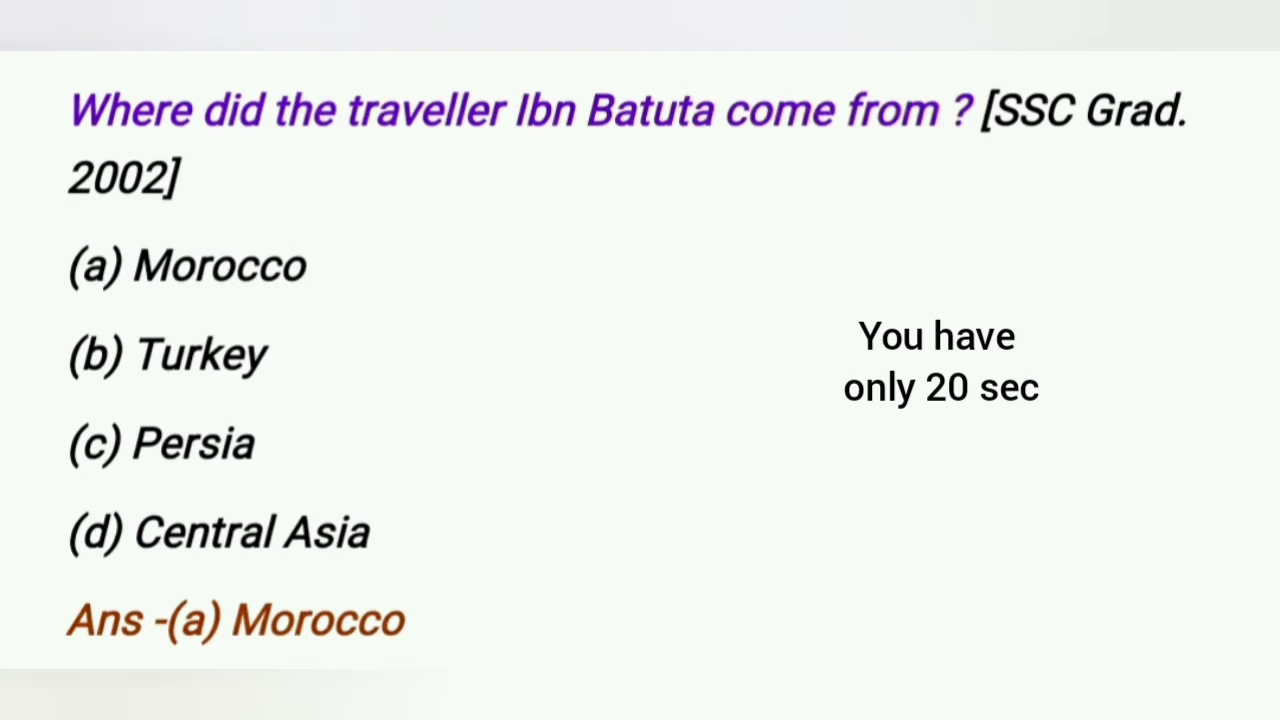 Where did the traveller Ibn Batuta come from ? [SSC Grad.
2002]
(a) Morocco
(b) Turkey
(c) Persia
(d) Central Asia
Ans -(a) Morocco
You have
only 20 sec